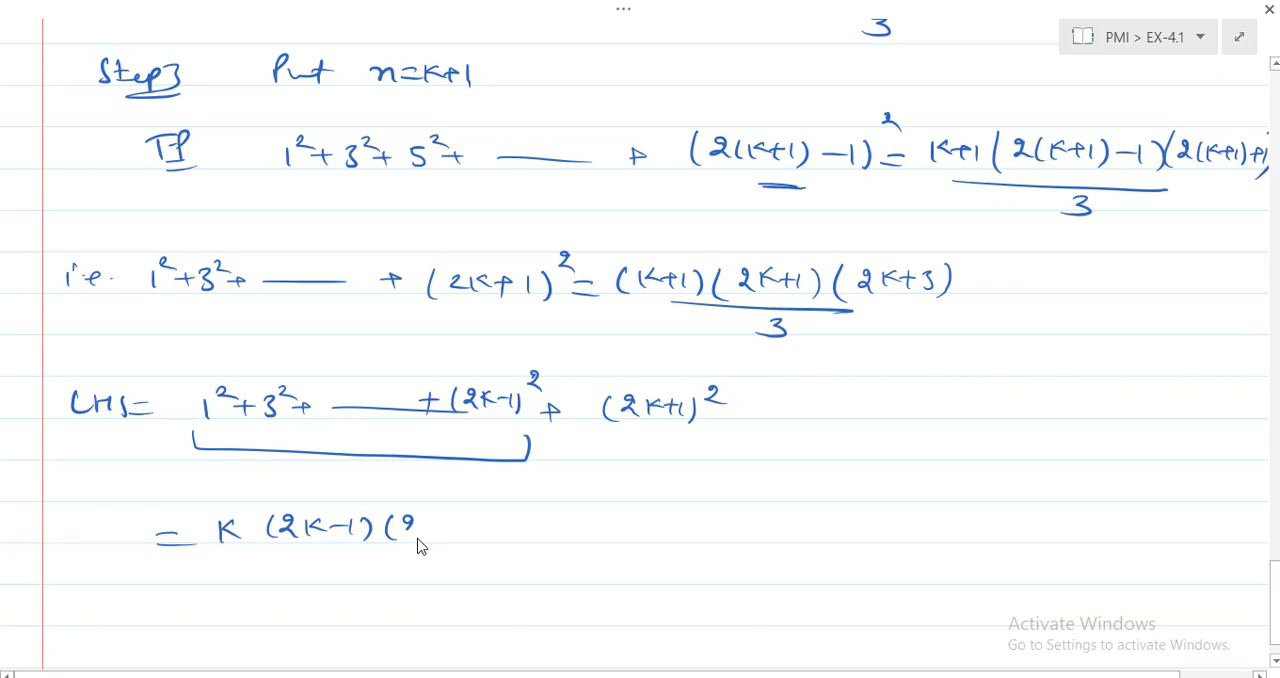 ...
PMI > EX-4.1
3
Step3 Put n=k+1
TP 1²+3²+5²+ —— + (2(k+1)-1)² = k+1(2(k+1)-1)(2(k+1)+1)
3
i.e. 1²+3²+ —— + (2k+1)² = (k+1)(2k+1)(2k+3)
3
LHS= 1²+3²+ —— +(2k-1)² + (2k+1)²
= k (2k-1)(2
Activate Windows
Go to Settings to activate Windows.